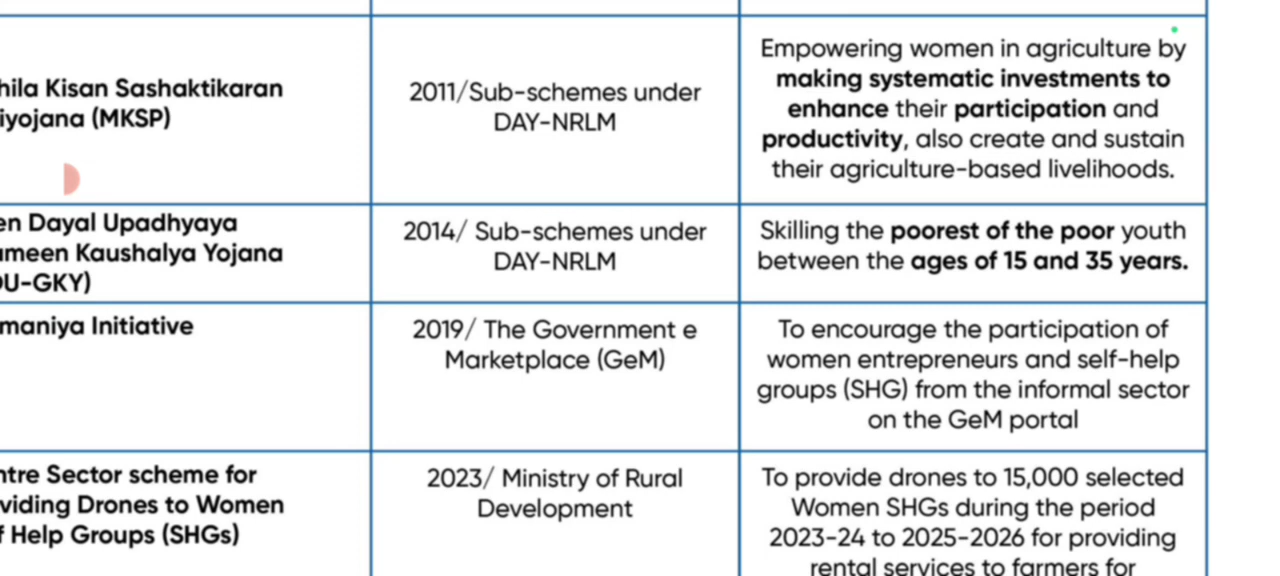 hila Kisan Sashaktikaran
iyojana (MKSP)
2011/Sub-schemes under
DAY-NRLM
Empowering women in agriculture by
making systematic investments to
enhance their participation and
productivity, also create and sustain
their agriculture-based livelihoods.
en Dayal Upadhyaya
ameen Kaushalya Yojana
DU-GKY)
2014/ Sub-schemes under
DAY-NRLM
Skilling the poorest of the poor youth
between the ages of 15 and 35 years.
maniya Initiative
2019/ The Government e
Marketplace (GeM)
To encourage the participation of
women entrepreneurs and self-help
groups (SHG) from the informal sector
on the GeM portal
ntre Sector scheme for
viding Drones to Women
f Help Groups (SHGs)
2023/ Ministry of Rural
Development
To provide drones to 15,000 selected
Women SHGs during the period
2023-24 to 2025-2026 for providing
rental services to farmers for